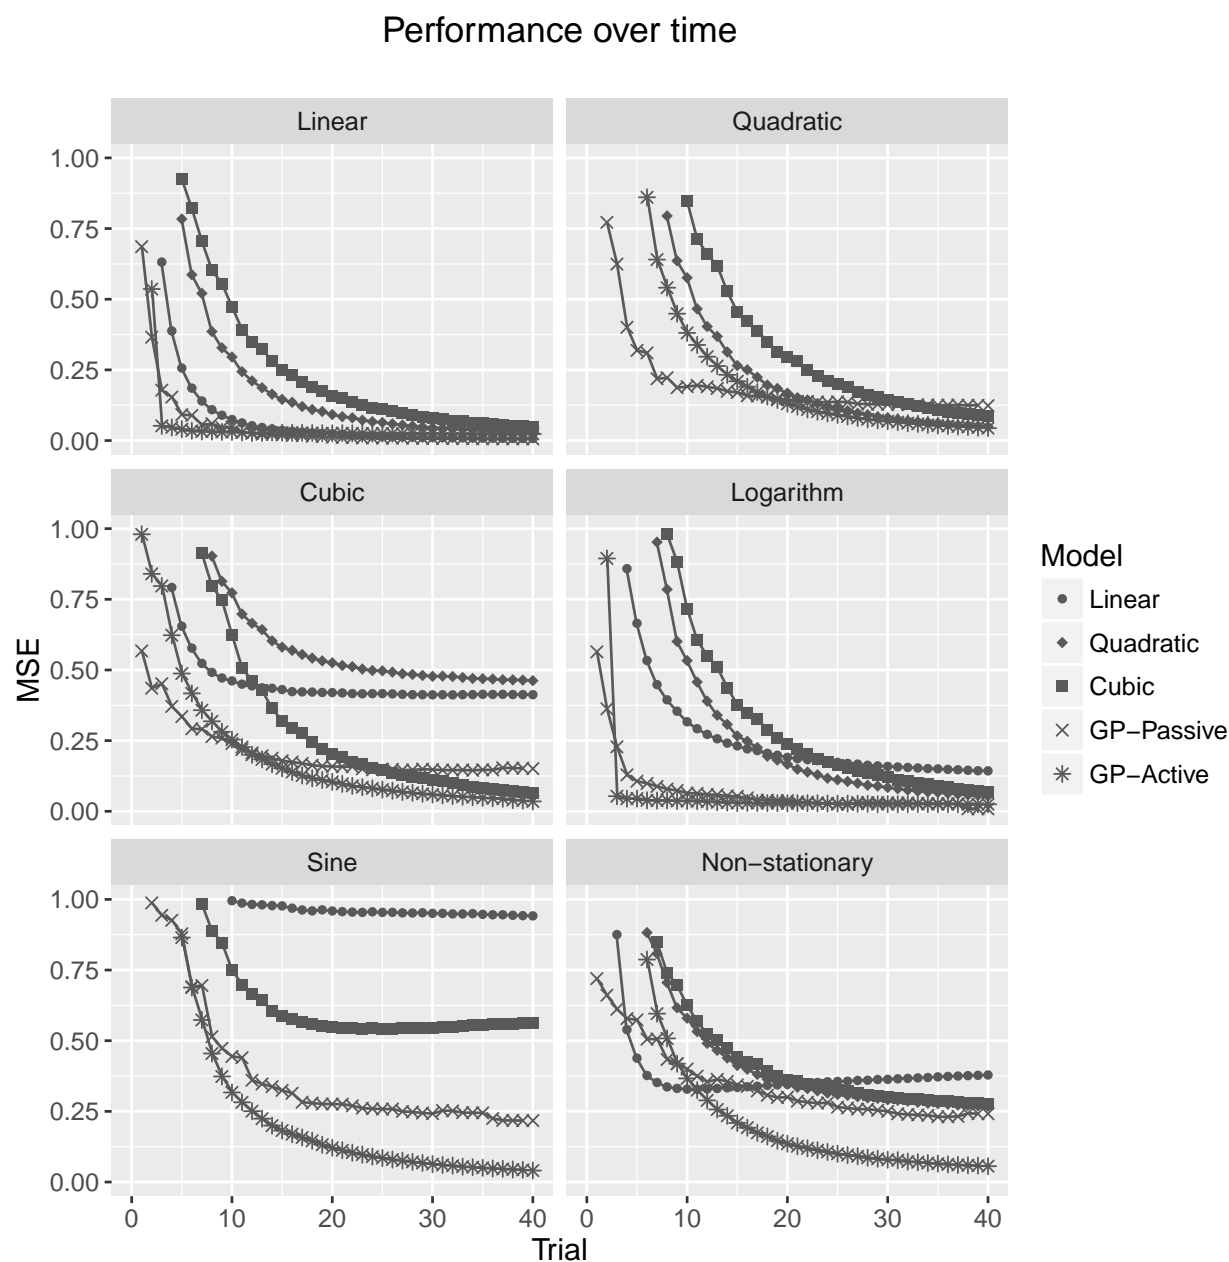 Performance over time
Linear
Quadratic
1.00
0.75
0.50
0.25
0.00
Cubic
Logarithm
1.00
0.75
0.50
0.25
0.00
Sine
Non−stationary
1.00
0.75
0.50
0.25
0.00
0 10 20 30 40
0 10 20 30 40
Trial
MSE
Model
Linear
Quadratic
Cubic
GP−Passive
GP−Active